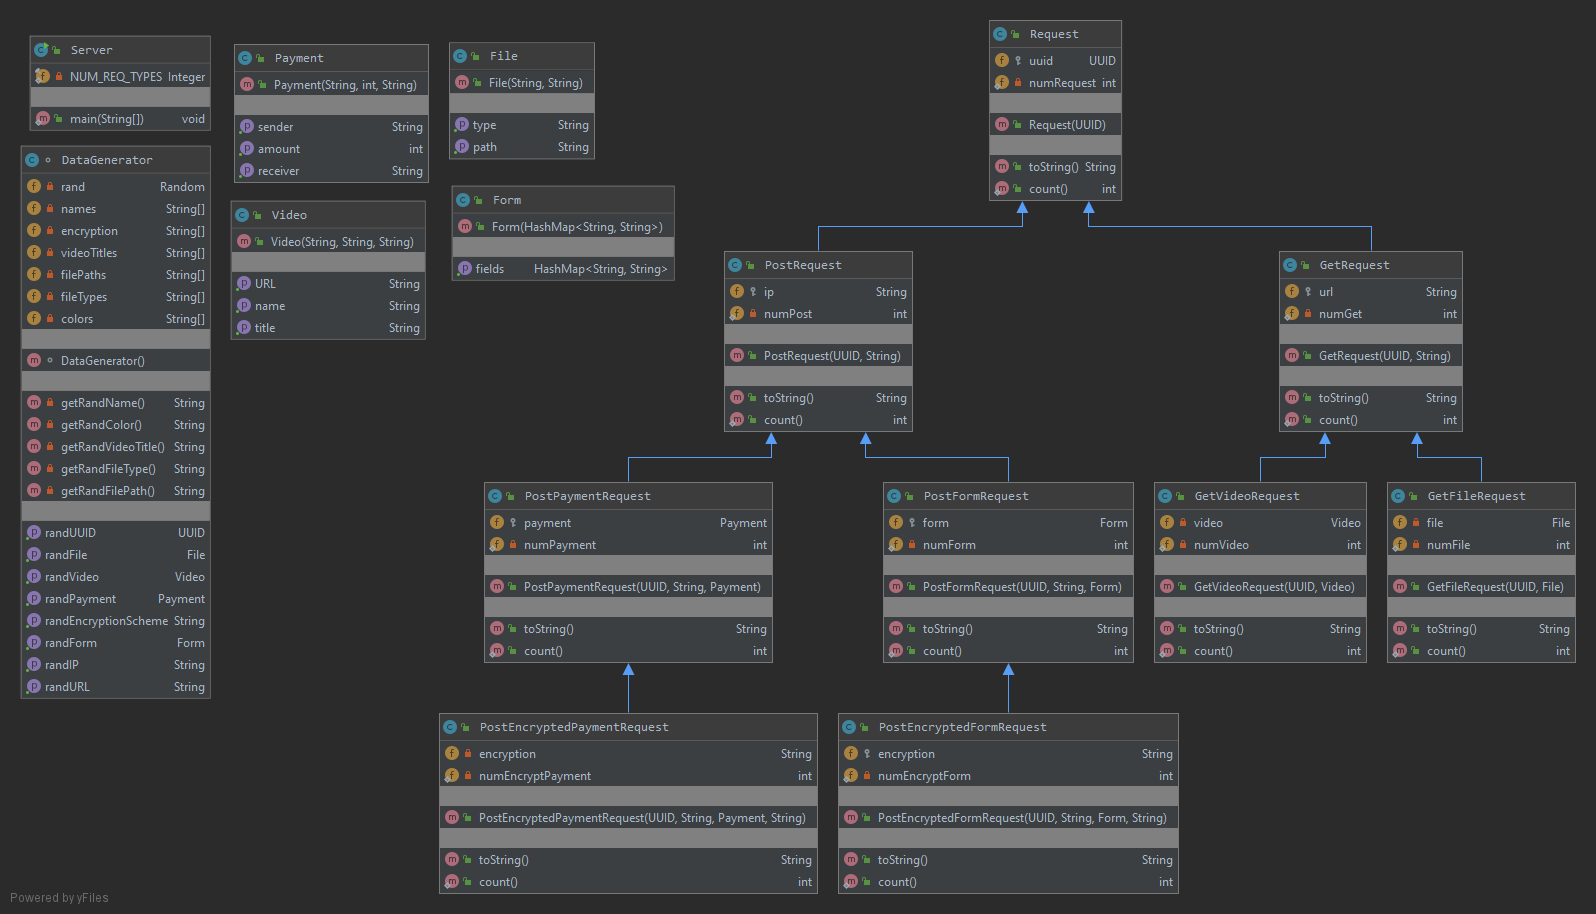 Server
NUM_REQ_TYPES Integer
main(String[]) void
DataGenerator
rand Random
names String[]
encryption String[]
videoTitles String[]
filePaths String[]
fileTypes String[]
colors String[]
DataGenerator()
getRandName() String
getRandColor() String
getRandVideoTitle() String
getRandFileType() String
getRandFilePath() String
randUUID UUID
randFile File
randVideo Video
randPayment Payment
randEncryptionScheme String
randForm Form
randIP String
randURL String
Payment
Payment(String, int, String)
sender String
amount int
receiver String
Video
Video(String, String, String)
URL String
name String
title String
File
File(String, String)
type String
path String
Form
Form(HashMap<String, String>)
fields HashMap<String, String>
Request
uuid UUID
numRequest int
Request(UUID)
toString() String
count() int
PostRequest
ip String
numPost int
PostRequest(UUID, String)
toString() String
count() int
GetRequest
url String
numGet int
GetRequest(UUID, String)
toString() String
count() int
PostPaymentRequest
payment Payment
numPayment int
PostPaymentRequest(UUID, String, Payment)
toString() String
count() int
PostFormRequest
form Form
numForm int
PostFormRequest(UUID, String, Form)
toString() String
count() int
GetVideoRequest
video Video
numVideo int
GetVideoRequest(UUID, Video)
toString() String
count() int
GetFileRequest
file File
numFile int
GetFileRequest(UUID, File)
toString() String
count() int
PostEncryptedPaymentRequest
encryption String
numEncryptPayment int
PostEncryptedPaymentRequest(UUID, String, Payment, String)
toString() String
count() int
PostEncryptedFormRequest
encryption String
numEncryptForm int
PostEncryptedFormRequest(UUID, String, Form, String)
toString() String
count() int
Powered by yFiles